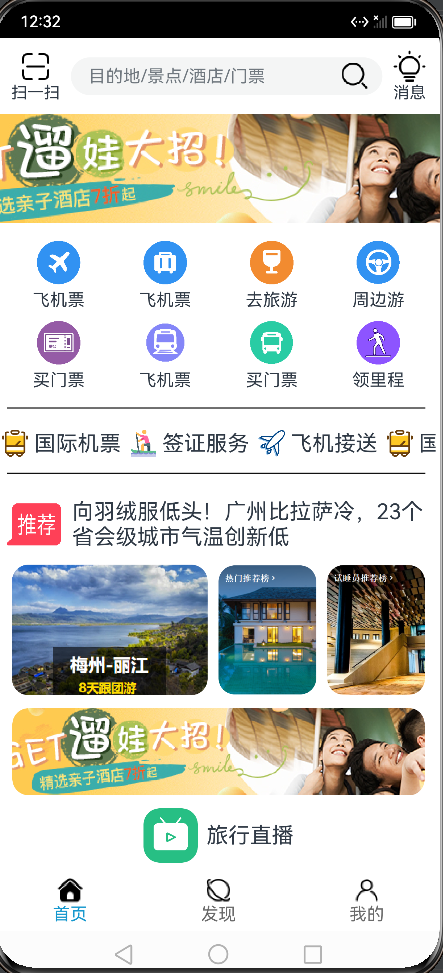 12:32
扫一扫
目的地/景点/酒店/门票
消息
ET遛娃大招!
smile
选亲子酒店7折起
飞机票
飞机票
去旅游
周边游
买门票
飞机票
买门票
领里程
国际机票
签证服务
飞机接送
国
推荐
向羽绒服低头！广州比拉萨冷，23个
省会级城市气温创新低
热门推荐榜 >
试睡员推荐榜 >
梅州-丽江
8天跟团游
GET遛娃大招!
smile
精选亲子酒店7折起
旅行直播
首页
发现
我的